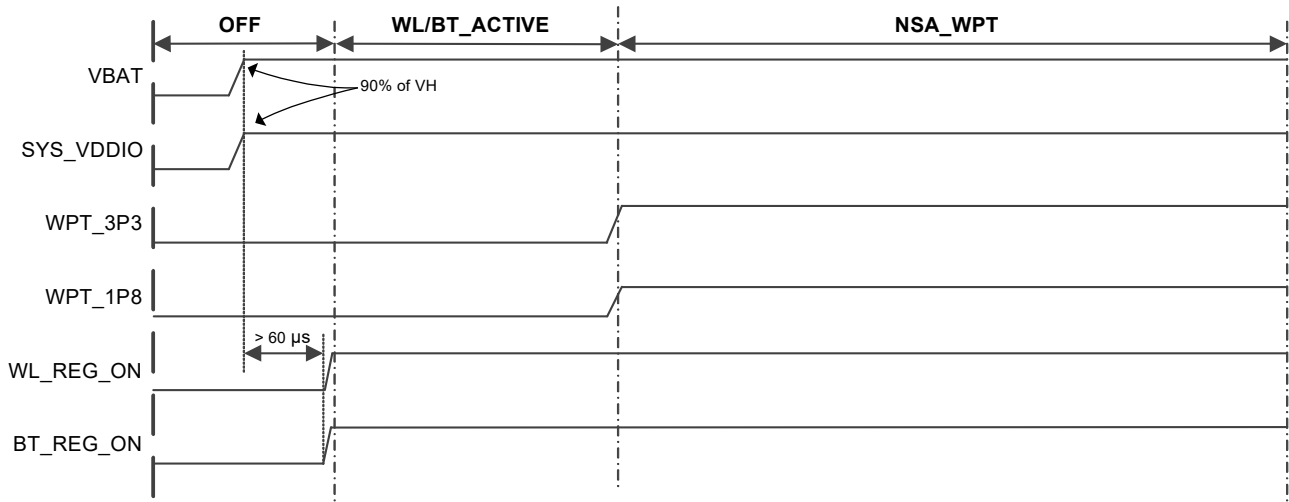 OFF WL/BT_ACTIVE NSA_WPT
VBAT
90% of VH
SYS_VDDIO
WPT_3P3
WPT_1P8
> 60 µs
WL_REG_ON
BT_REG_ON